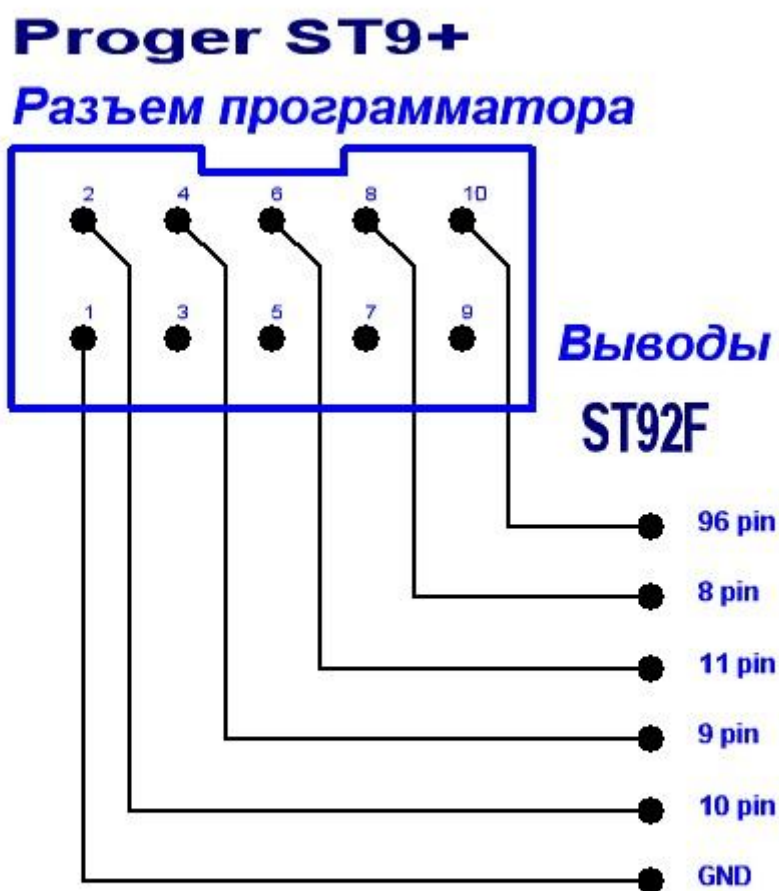 Proger ST9+
Разъем программатора
2 4 6 8 10
1 3 5 7 9
Выводы
ST92F
96 pin
8 pin
11 pin
9 pin
10 pin
GND